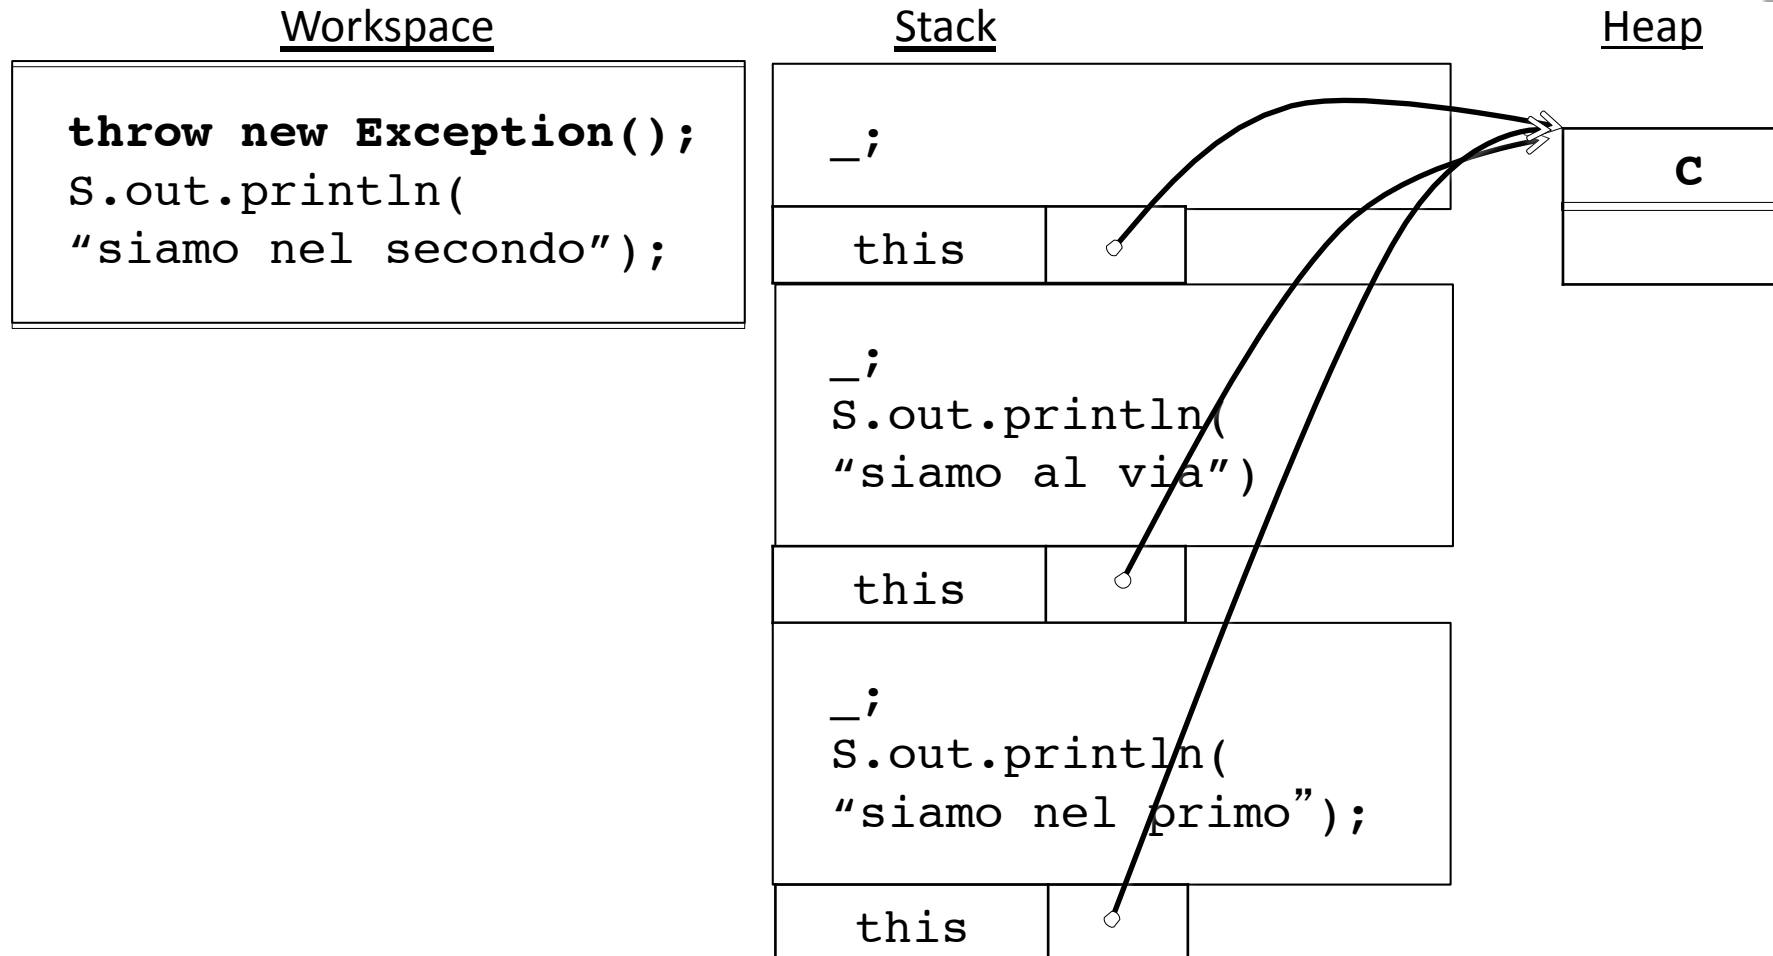 Workspace
Stack
Heap
throw new Exception();
S.out.println(
“siamo nel secondo”);
_;
this
_;
S.out.println(
“siamo al via”)
this
_;
S.out.println(
“siamo nel primo”);
this
C